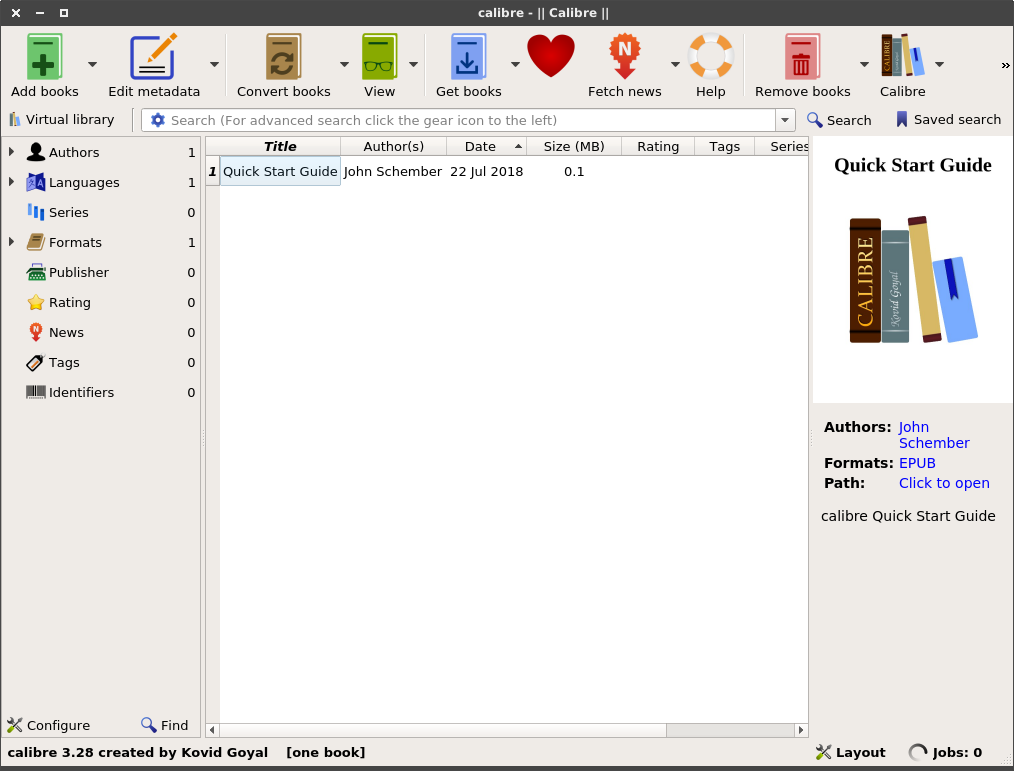 calibre - || Calibre ||
Add books
Edit metadata
Convert books
View
Get books
N
Fetch news
Help
Remove books
CALIBRE
Calibre
»
Virtual library
Search (For advanced search click the gear icon to the left)
Search
Saved search
Authors 1
Languages 1
Series 0
Formats 1
Publisher 0
Rating 0
N
News 0
Tags 0
Identifiers 0
Title Author(s) Date Size (MB) Rating Tags Series
1 Quick Start Guide John Schember 22 Jul 2018 0.1
Quick Start Guide
CALIBRE
Kovid Goyal
Authors: John
Schember
Formats: EPUB
Path: Click to open
calibre Quick Start Guide
Configure
Find
calibre 3.28 created by Kovid Goyal [one book]
Layout
Jobs: 0